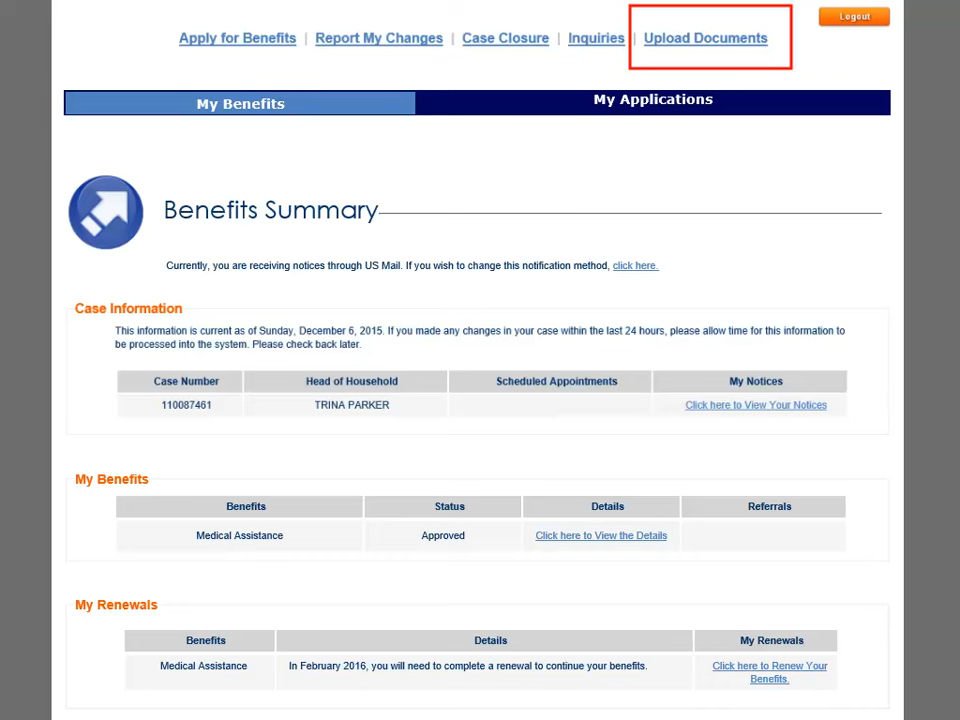 Logout
Apply for Benefits | Report My Changes | Case Closure | Inquiries | Upload Documents
My Benefits My Applications
Benefits Summary
Currently, you are receiving notices through US Mail. If you wish to change this notification method, click here.
Case Information
This information is current as of Sunday, December 6, 2015. If you made any changes in your case within the last 24 hours, please allow time for this information to
be processed into the system. Please check back later.
Case Number Head of Household Scheduled Appointments My Notices
110087461 TRINA PARKER Click here to View Your Notices
My Benefits
Benefits Status Details Referrals
Medical Assistance Approved Click here to View the Details
My Renewals
Benefits Details My Renewals
Medical Assistance In February 2016, you will need to complete a renewal to continue your benefits. Click here to Renew Your
Benefits.